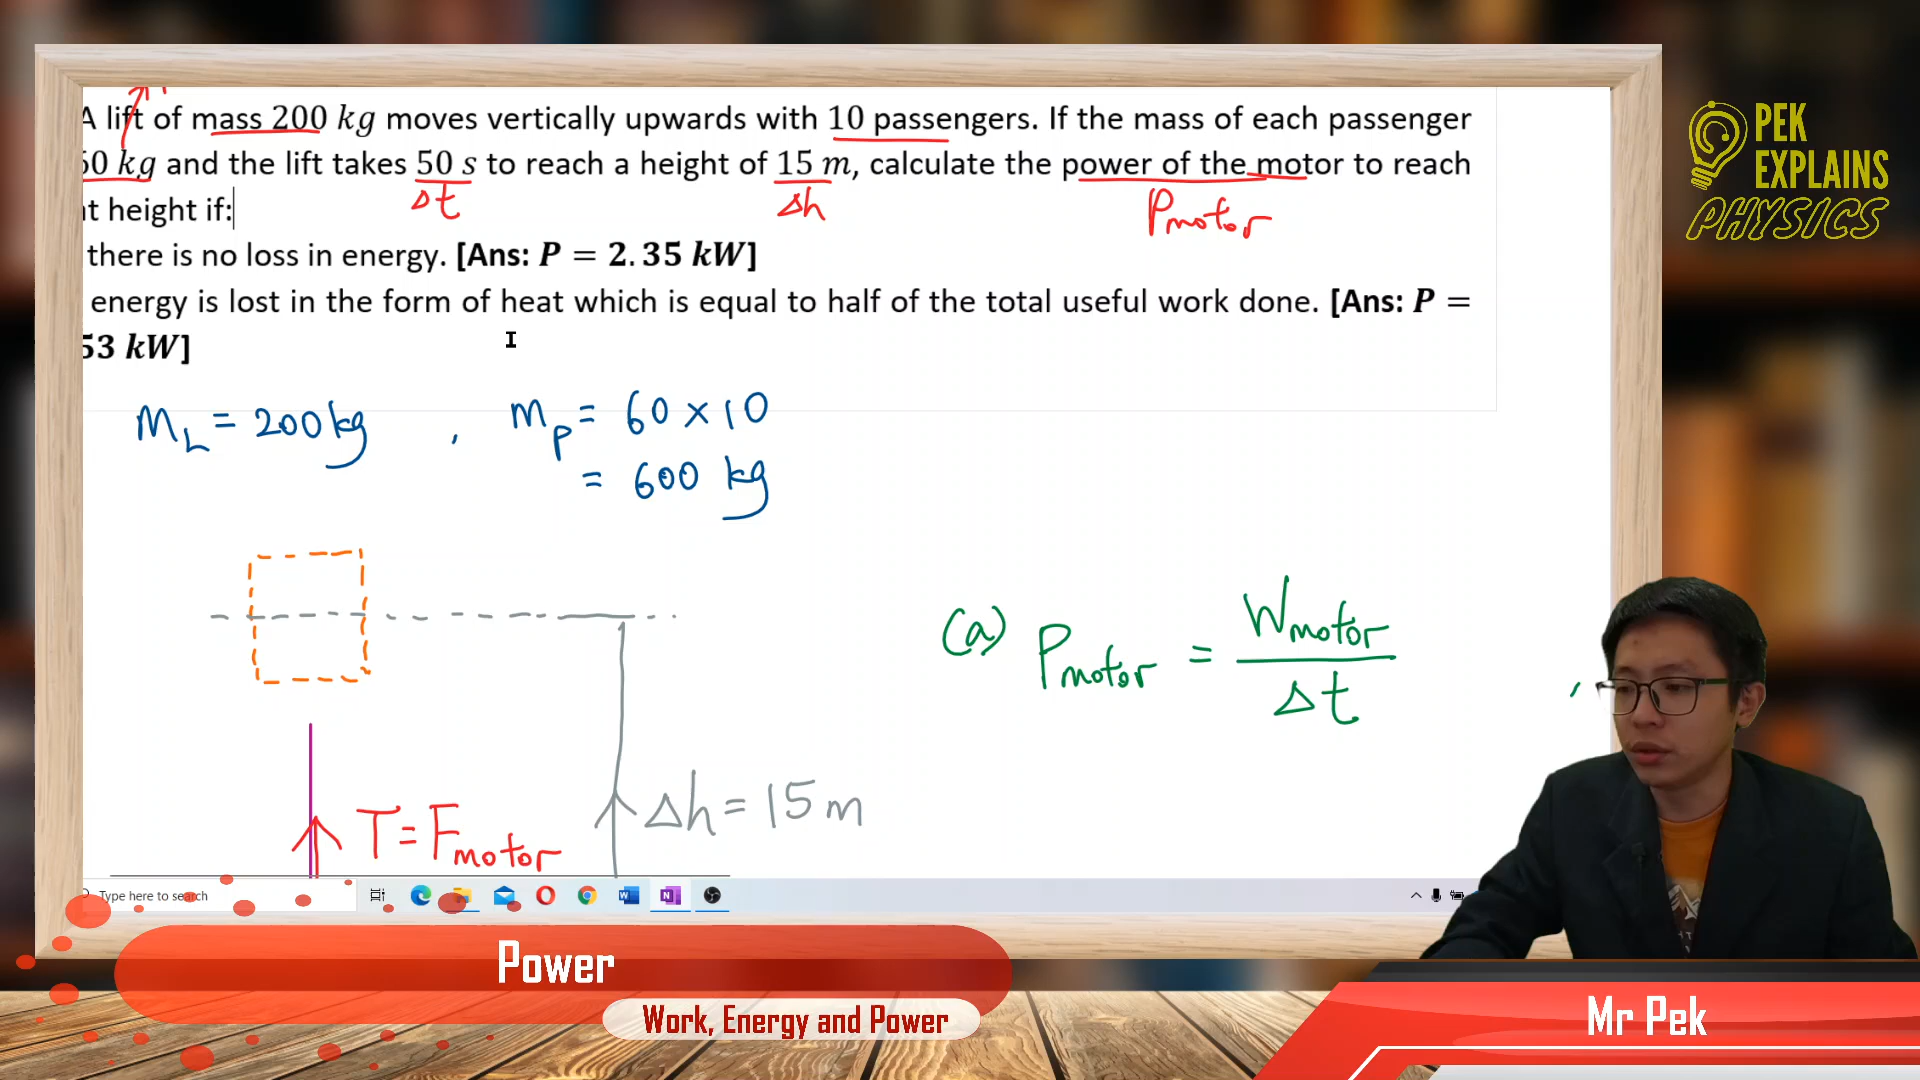 A lift of mass 200 kg moves vertically upwards with 10 passengers. If the mass of each passenger
60 kg and the lift takes 50 s to reach a height of 15 m, calculate the power of the motor to reach
t height if:
Δt
Δh
Pmotor
there is no loss in energy. [Ans: P = 2.35 kW]
energy is lost in the form of heat which is equal to half of the total useful work done. [Ans: P =
53 kW]
mL = 200 kg , mP = 60 × 10
= 600 kg
(a) Pmotor = Wmotor / Δt
Δh = 15 m
T = Fmotor
Type here to search
PEK
EXPLAINS
PHYSICS
Power
Work, Energy and Power
Mr Pek